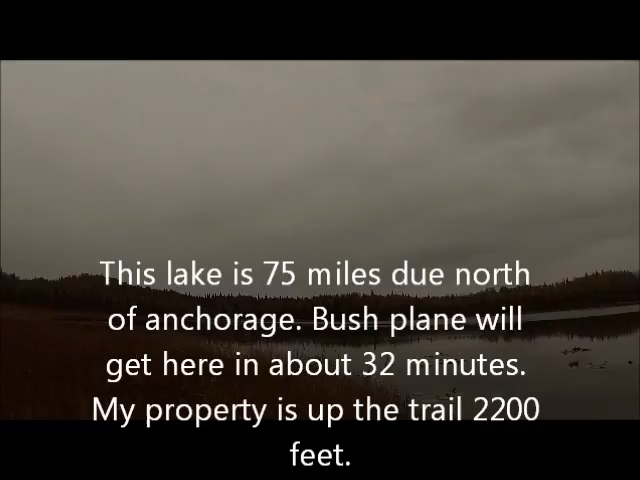 This lake is 75 miles due north
of anchorage. Bush plane will
get here in about 32 minutes.
My property is up the trail 2200
feet.